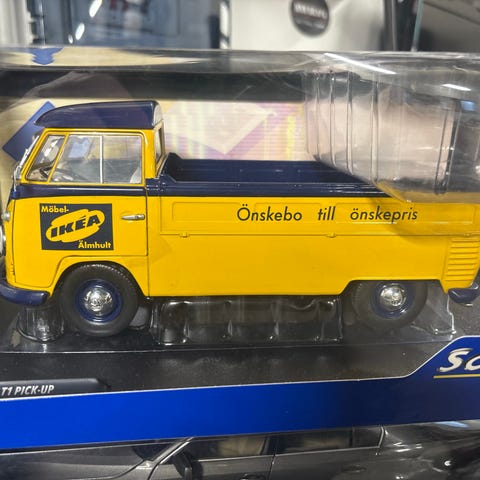 Möbel-
IKEA
Älmhult
Önskebo till önskepris
T1 PICK-UP